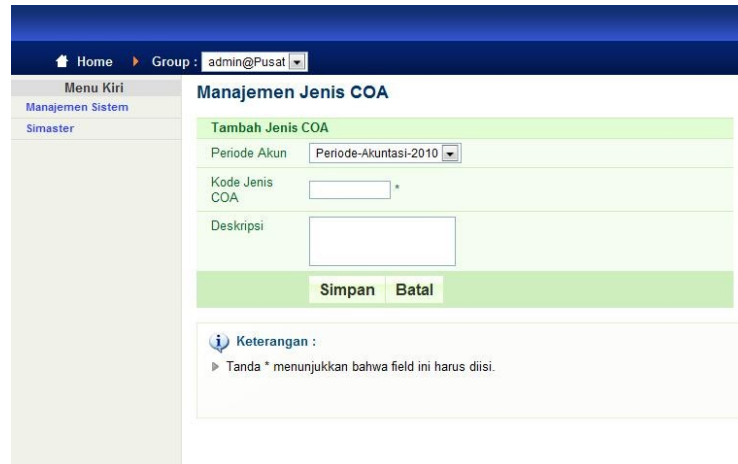 Home Group : admin@Pusat
Menu Kiri
Manajemen Sistem
Simaster
Manajemen Jenis COA
Tambah Jenis COA
Periode Akun Periode-Akuntasi-2010
Kode Jenis
COA *
Deskripsi
Simpan Batal
Keterangan :
Tanda * menunjukkan bahwa field ini harus diisi.